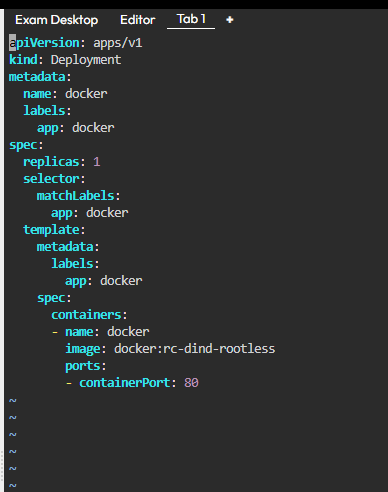 Exam Desktop Editor Tab 1 +
apiVersion: apps/v1
kind: Deployment
metadata:
  name: docker
  labels:
    app: docker
spec:
  replicas: 1
  selector:
    matchLabels:
      app: docker
  template:
    metadata:
      labels:
        app: docker
    spec:
      containers:
      - name: docker
        image: docker:rc-dind-rootless
        ports:
        - containerPort: 80
~
~
~
~
~
~